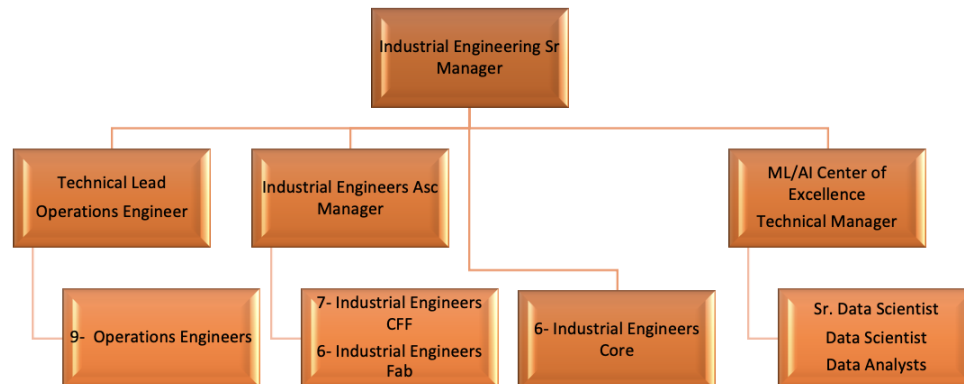 Industrial Engineering Sr
Manager
Technical Lead
Operations Engineer
Industrial Engineers Asc
Manager
ML/AI Center of
Excellence
Technical Manager
9-  Operations Engineers
7- Industrial Engineers
CFF
6- Industrial Engineers
Fab
6- Industrial Engineers
Core
Sr. Data Scientist
Data Scientist
Data Analysts